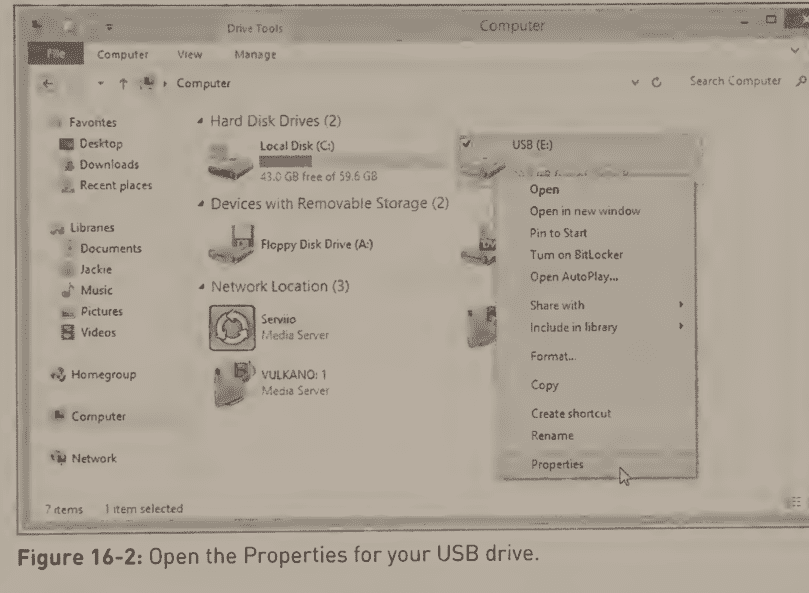 Drive Tools
Computer
File
Computer
View
Manage
Computer
Search Computer
Favorites
Desktop
Downloads
Recent places
Libraries
Documents
Jackie
Music
Pictures
Videos
Homegroup
Computer
Network
Hard Disk Drives (2)
Local Disk (C:)
43.0 GB free of 59.6 GB
USB (E:)
Devices with Removable Storage (2)
Floppy Disk Drive (A:)
Network Location (3)
Serviio
Media Server
VULKANO: 1
Media Server
Open
Open in new window
Pin to Start
Turn on BitLocker
Open AutoPlay...
Share with
Include in library
Format...
Copy
Create shortcut
Rename
Properties
7 items
1 item selected
Figure 16-2: Open the Properties for your USB drive.